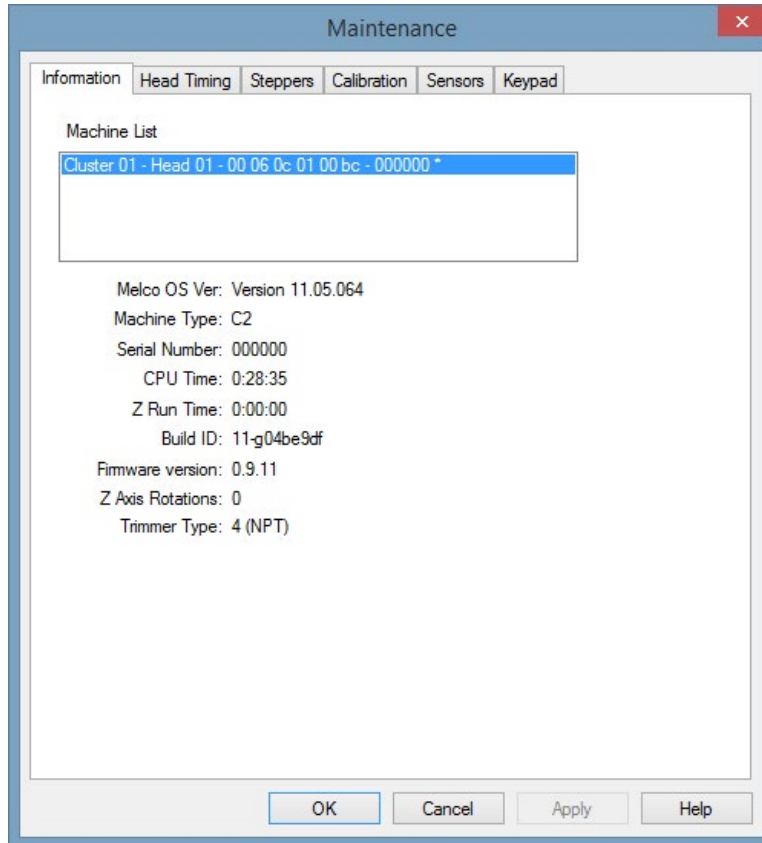 Maintenance
Information Head Timing Steppers Calibration Sensors Keypad
Machine List
Cluster 01 - Head 01 - 00 06 0c 01 00 bc - 000000 *
Melco OS Ver: Version 11.05.064
Machine Type: C2
Serial Number: 000000
CPU Time: 0:28:35
Z Run Time: 0:00:00
Build ID: 11-g04be9df
Firmware version: 0.9.11
Z Axis Rotations: 0
Trimmer Type: 4 (NPT)
OK Cancel Apply Help